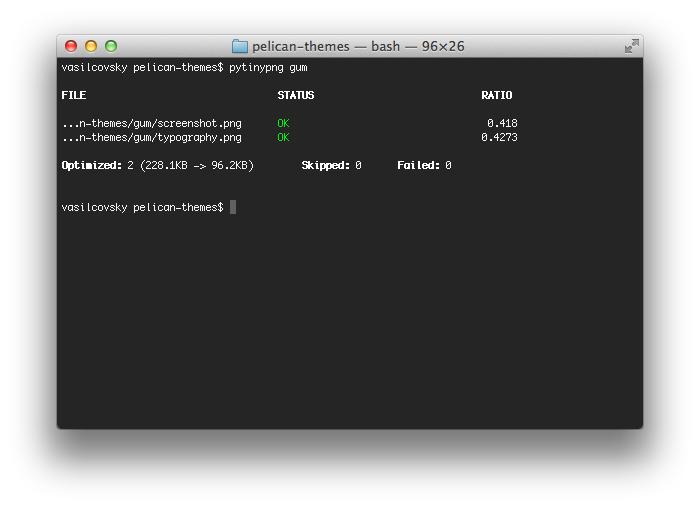 pelican-themes — bash — 96×26
vasilcovsky pelican-themes$ pytinypng gum
FILE STATUS RATIO
...n-themes/gum/screenshot.png OK 0.418
...n-themes/gum/typography.png OK 0.4273
Optimized: 2 (228.1KB -> 96.2KB) Skipped: 0 Failed: 0
vasilcovsky pelican-themes$